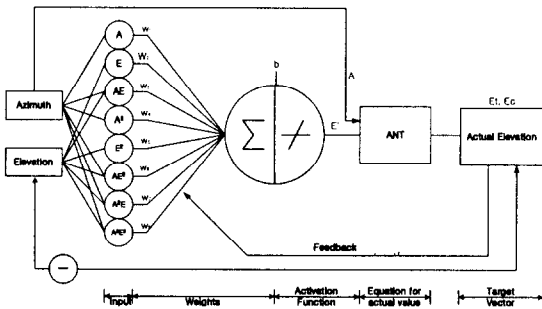 A
E
AE
A²
E²
AE²
A²E
A²E²
W
W
W
W
W
W
W
W
Azimuth
Elevation
b
Σ
E'
A
ANT
Et, Ec
Actual Elevation
Feedback
−
Input
Weights
Activation
Function
Equation for
actual value
Target
Vector